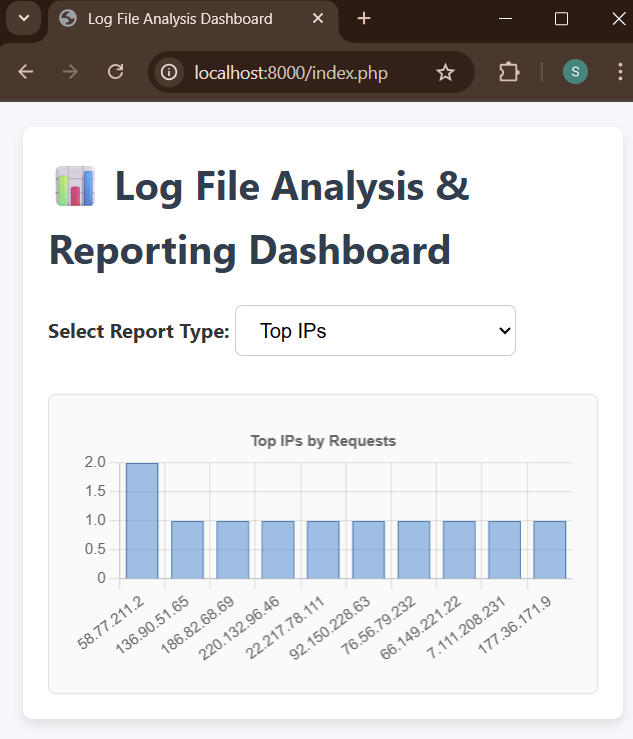 Log File Analysis Dashboard
localhost:8000/index.php
S
Log File Analysis &
Reporting Dashboard
Select Report Type:
Top IPs
Top IPs by Requests
2.0
1.5
1.0
0.5
0
58.77.211.2
136.90.51.65
186.82.68.69
220.132.96.46
22.217.78.111
92.150.228.63
76.56.79.232
66.149.221.22
7.111.208.231
177.36.171.9